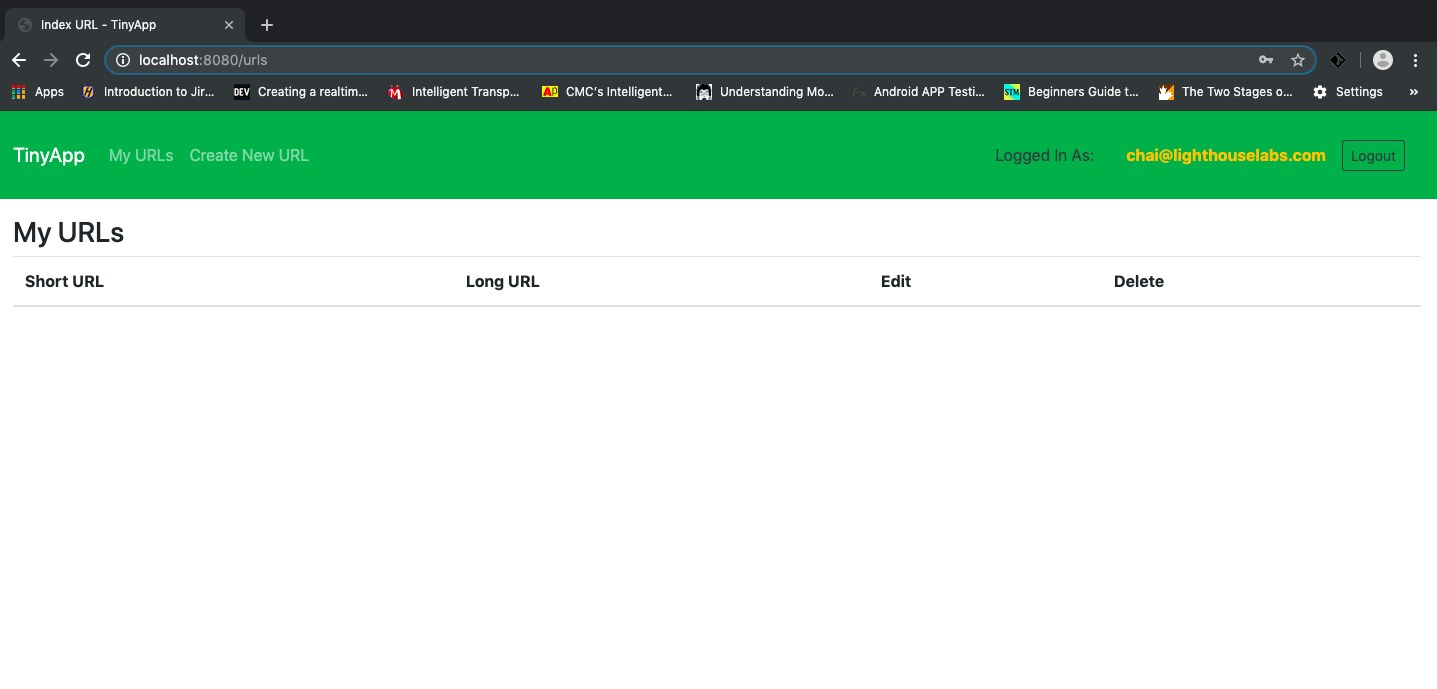 Index URL - TinyApp
localhost:8080/urls
Apps Introduction to Jir... DEV Creating a realtim... Intelligent Transp... AD CMC's Intelligent... Understanding Mo... Android APP Testi... STM Beginners Guide t... The Two Stages o... Settings »
TinyApp My URLs Create New URL Logged In As: chai@lighthouselabs.com Logout
My URLs
Short URL Long URL Edit Delete